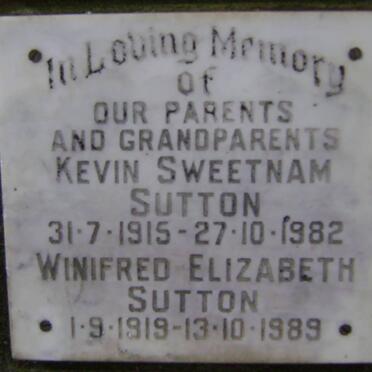 In Loving Memory
of
OUR PARENTS
AND GRANDPARENTS
KEVIN SWEETNAM
SUTTON
31·7·1915-27·10·1982
WINIFRED ELIZABETH
SUTTON
1·9·1919-13·10·1989